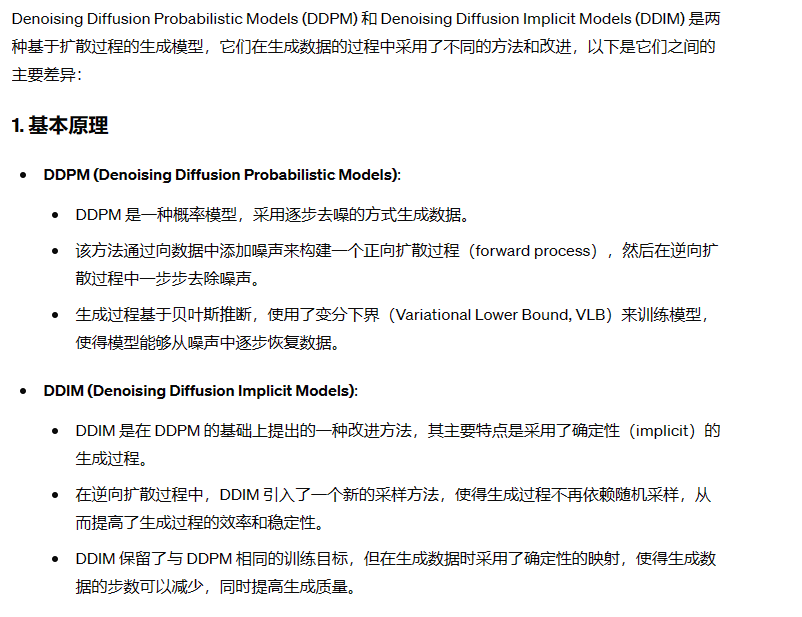 Denoising Diffusion Probabilistic Models (DDPM) 和 Denoising Diffusion Implicit Models (DDIM) 是两
种基于扩散过程的生成模型，它们在生成数据的过程中采用了不同的方法和改进，以下是它们之间的
主要差异：
1. 基本原理
• DDPM (Denoising Diffusion Probabilistic Models):
• DDPM 是一种概率模型，采用逐步去噪的方式生成数据。
• 该方法通过向数据中添加噪声来构建一个正向扩散过程（forward process），然后在逆向扩
散过程中一步步去除噪声。
• 生成过程基于贝叶斯推断，使用了变分下界（Variational Lower Bound, VLB）来训练模型，
使得模型能够从噪声中逐步恢复数据。
• DDIM (Denoising Diffusion Implicit Models):
• DDIM 是在 DDPM 的基础上提出的一种改进方法，其主要特点是采用了确定性（implicit）的
生成过程。
• 在逆向扩散过程中，DDIM 引入了一个新的采样方法，使得生成过程不再依赖随机采样，从
而提高了生成过程的效率和稳定性。
• DDIM 保留了与 DDPM 相同的训练目标，但在生成数据时采用了确定性的映射，使得生成数
据的步数可以减少，同时提高生成质量。